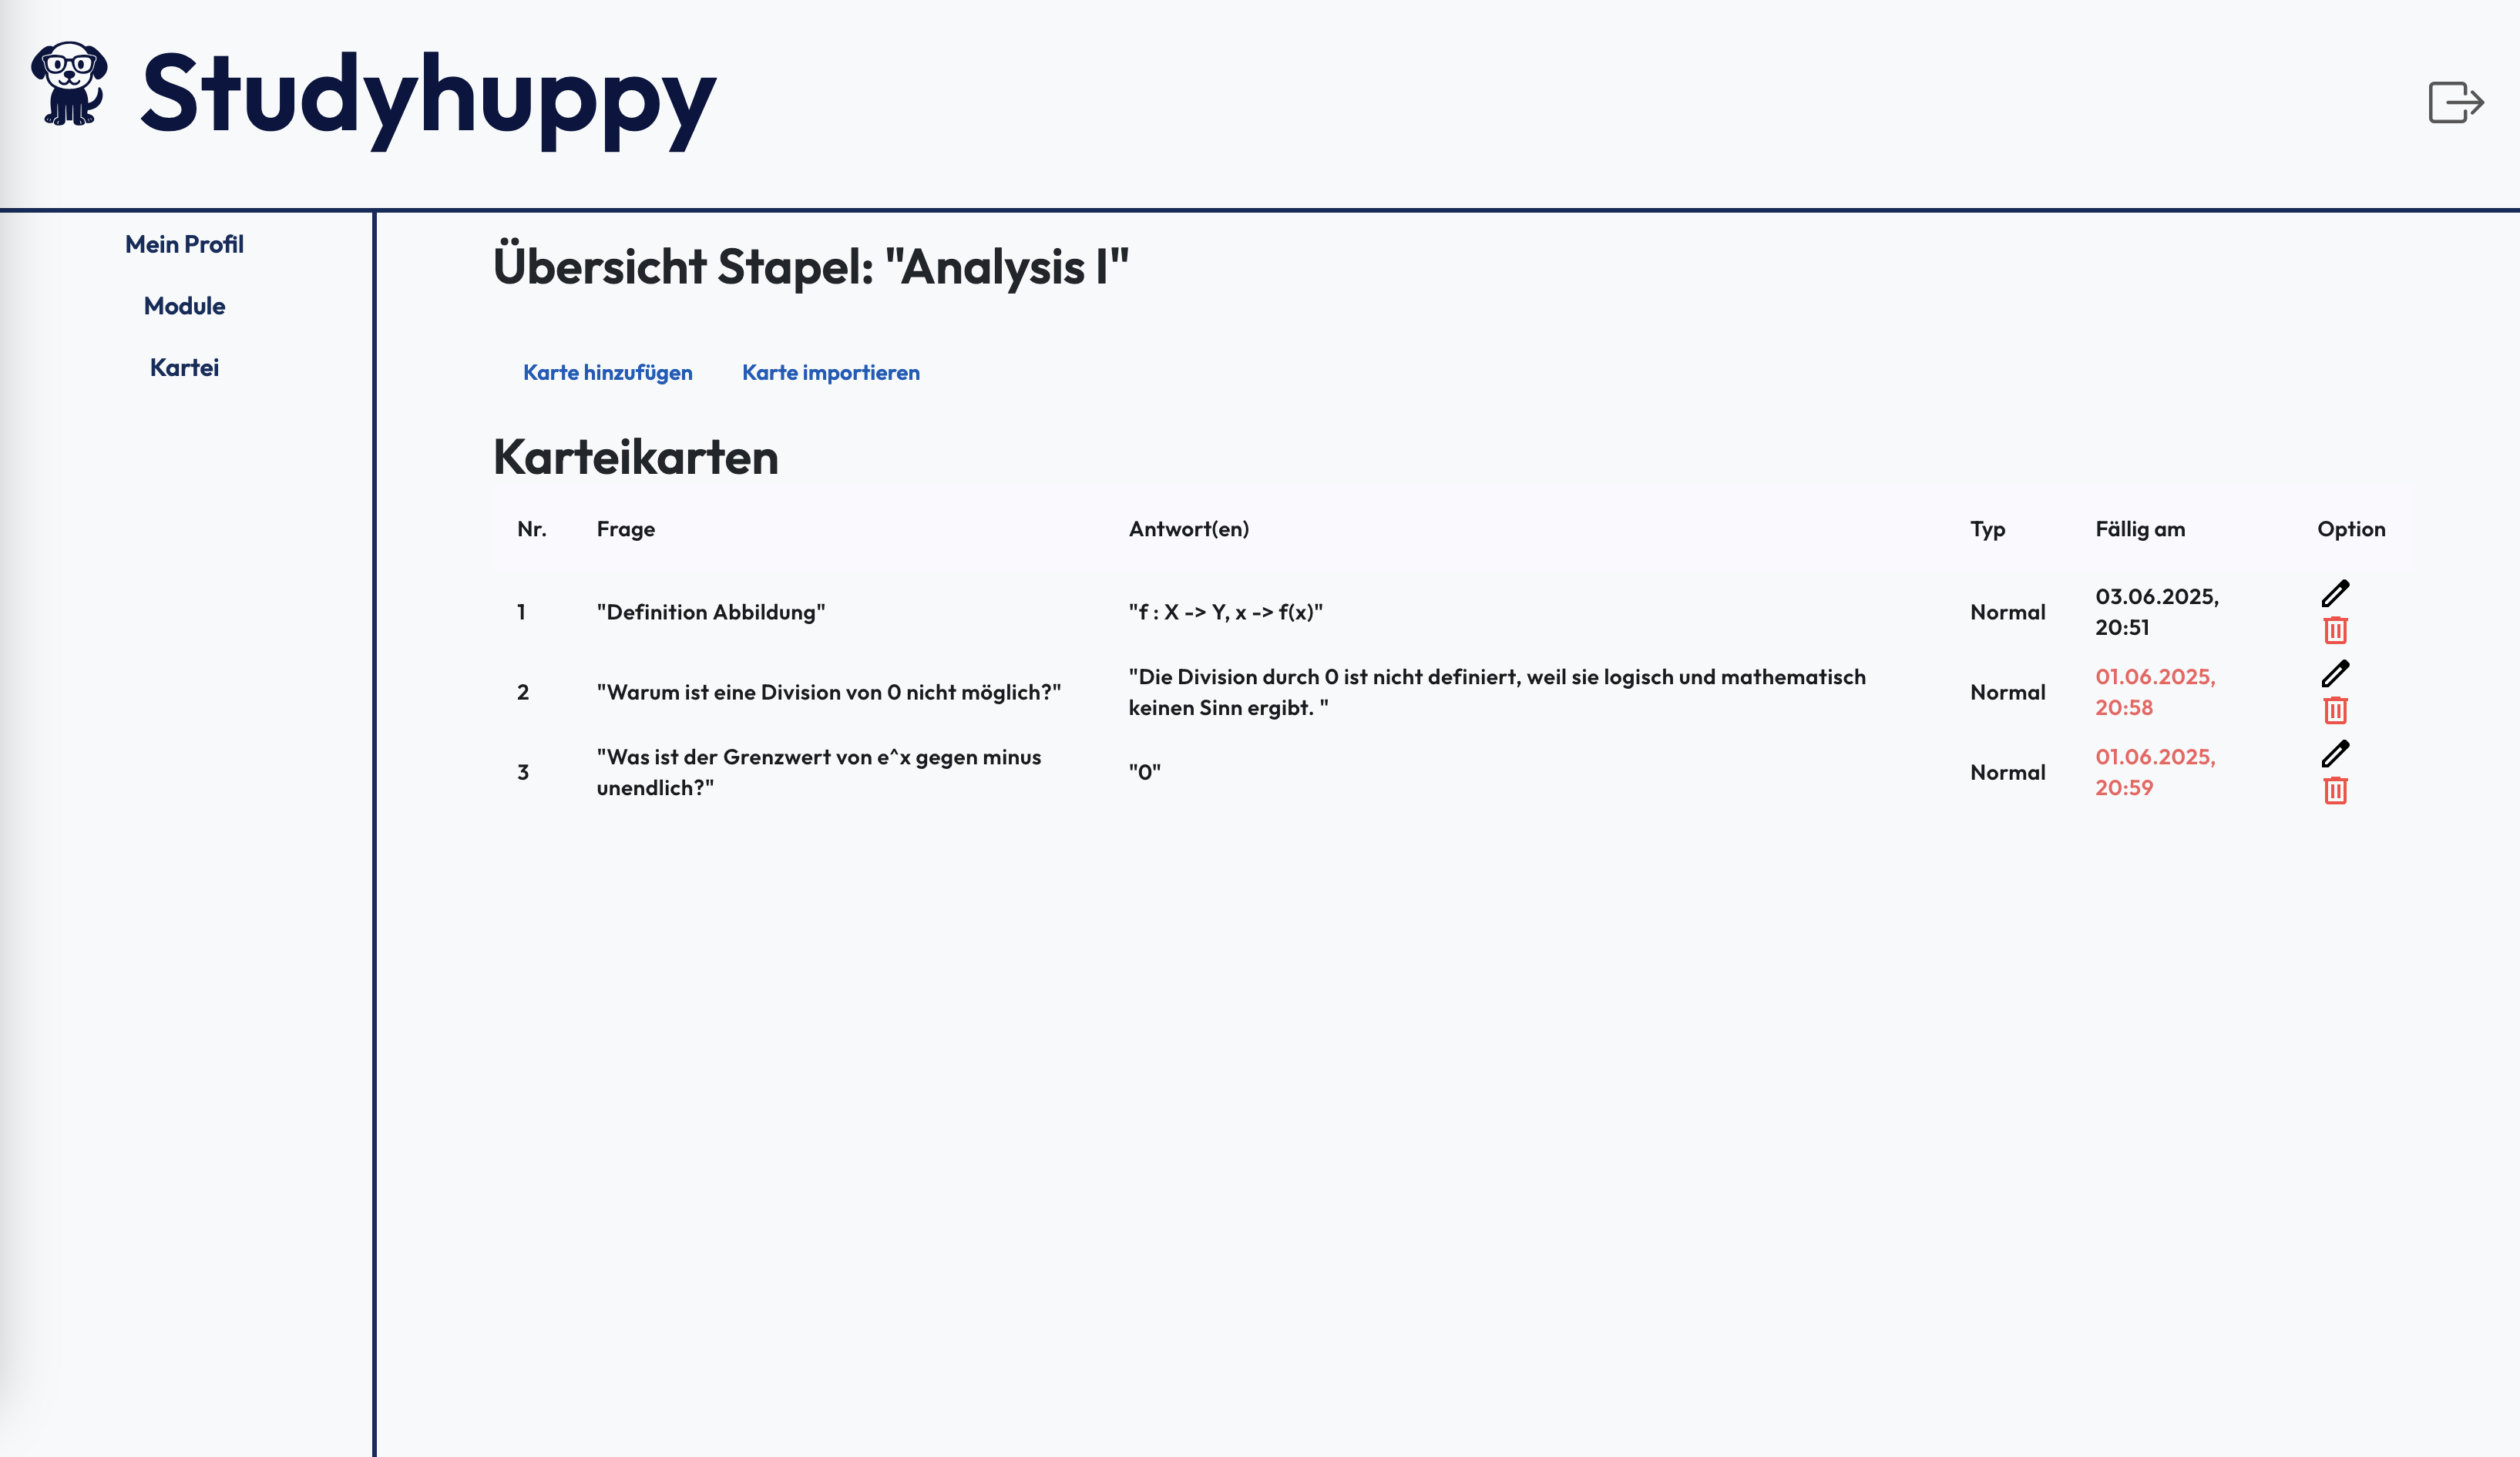 Studyhuppy
Mein Profil
Module
Kartei
Übersicht Stapel: "Analysis I"
Karte hinzufügen Karte importieren
Karteikarten
Nr. Frage Antwort(en) Typ Fällig am Option
1 "Definition Abbildung" "f : X -> Y, x -> f(x)" Normal 03.06.2025,
20:51
2 "Warum ist eine Division von 0 nicht möglich?" "Die Division durch 0 ist nicht definiert, weil sie logisch und mathematisch
keinen Sinn ergibt. " Normal 01.06.2025,
20:58
3 "Was ist der Grenzwert von e^x gegen minus
unendlich?" "0" Normal 01.06.2025,
20:59